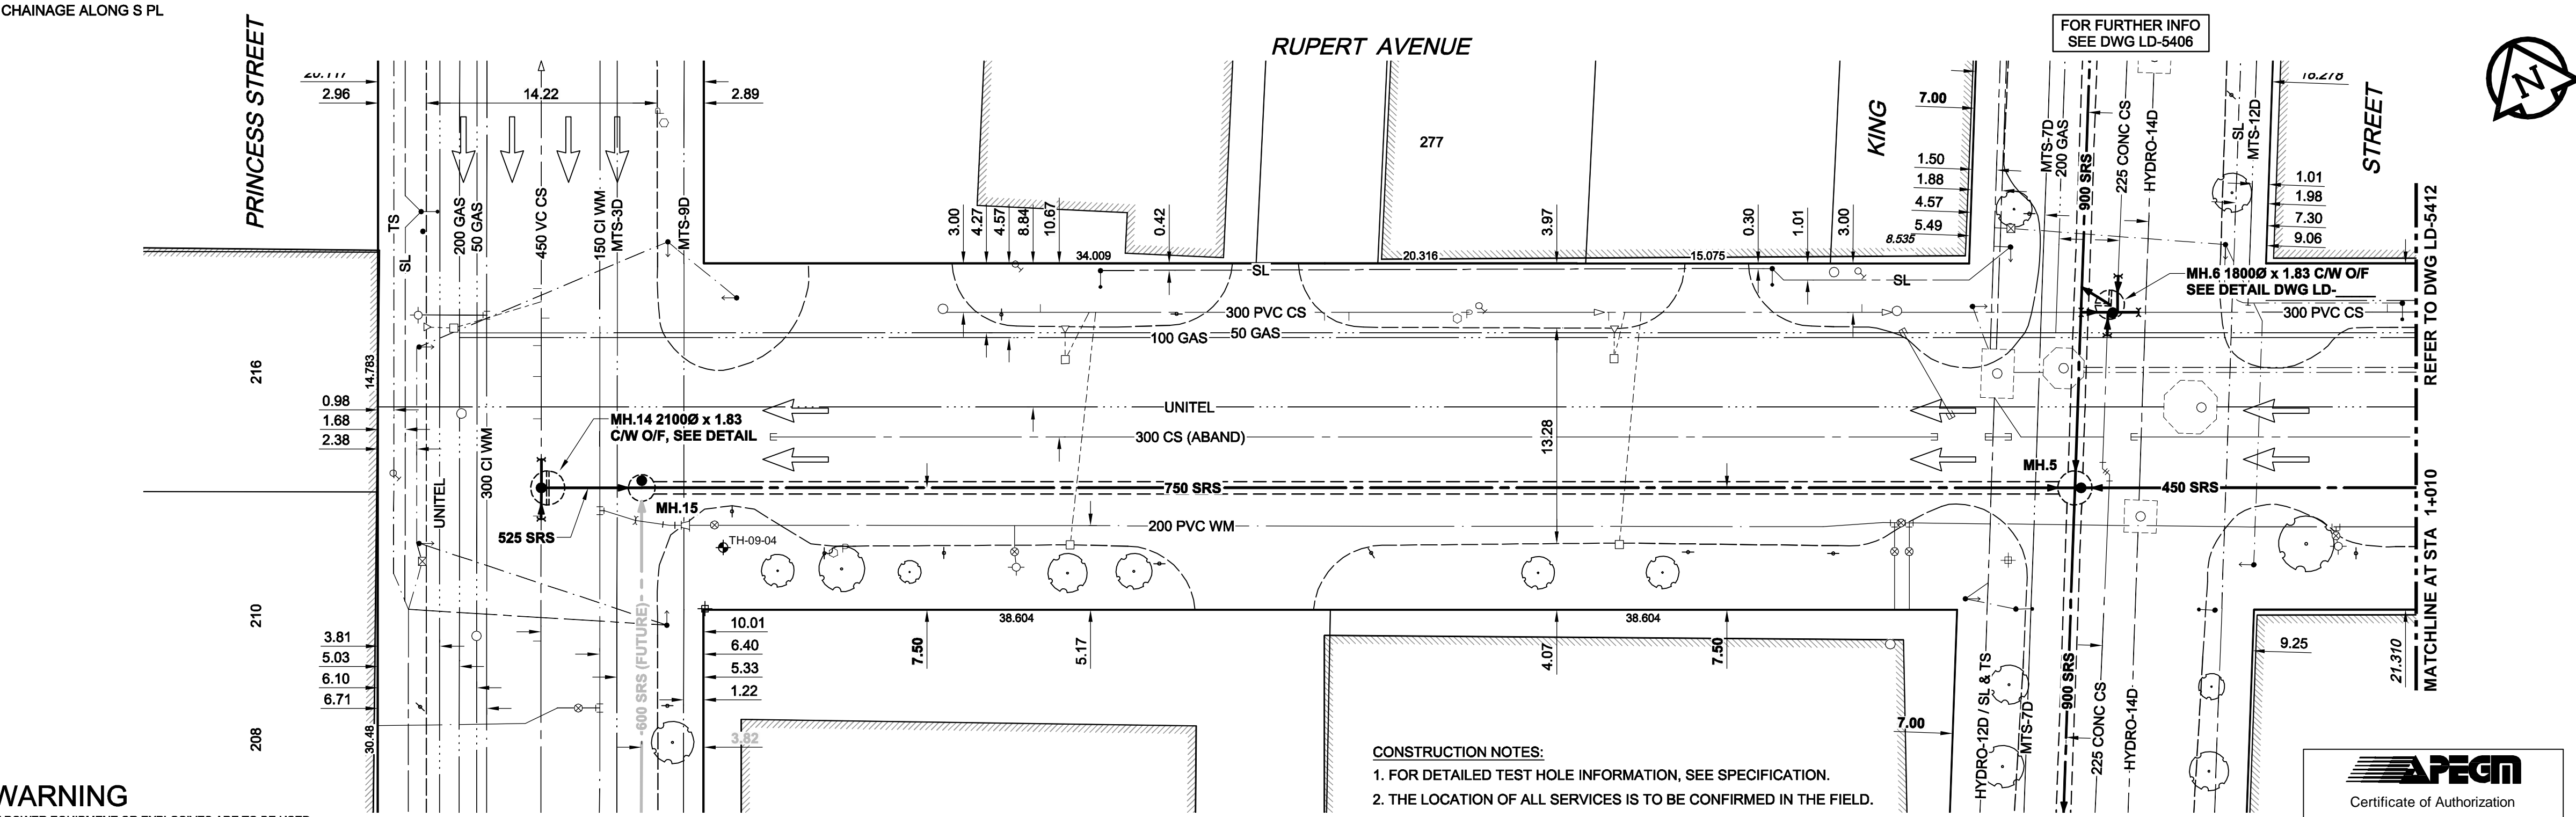 CHAINAGE ALONG S PL
PRINCESS STREET
RUPERT AVENUE
FOR FURTHER INFO
SEE DWG LD-5406
N
2.96
14.22
2.89
277
KING
STREET
7.00
1.50
1.88
4.57
5.49
8.535
16.278
1.01
1.98
7.30
9.06
TS
SL
200 GAS
50 GAS
450 VC CS
150 CI WM
MTS-3D
MTS-9D
3.00
4.27
4.57
8.84
10.67
34.009
0.42
20.316
3.97
15.075
0.30
1.01
3.00
MTS-7D
200 GAS
900 SRS
225 CONC CS
HYDRO-14D
SL
MTS-12D
SL
SL
300 PVC CS
100 GAS
50 GAS
MH.6 1800Ø x 1.83 C/W O/F
SEE DETAIL DWG LD-____
300 PVC CS
REFER TO DWG LD-5412
216
14.783
0.98
1.68
2.38
UNITEL
300 CI WM
MH.14 2100Ø x 1.83
C/W O/F, SEE DETAIL
UNITEL
300 CS (ABAND)
13.28
MH.5
750 SRS
450 SRS
MH.15
525 SRS
200 PVC WM
TH-09-04
MATCHLINE AT STA 1+010
210
208
3.81
5.03
6.10
6.71
30.48
600 SRS (FUTURE)
10.01
6.40
5.33
1.22
3.82
7.50
38.604
5.17
4.07
38.604
7.50
7.00
HYDRO-12D / SL & TS
MTS-7D
900 SRS
225 CONC CS
HYDRO-14D
9.25
21.310
CONSTRUCTION NOTES:
1. FOR DETAILED TEST HOLE INFORMATION, SEE SPECIFICATION.
2. THE LOCATION OF ALL SERVICES IS TO BE CONFIRMED IN THE FIELD.
WARNING
APEGM
Certificate of Authorization